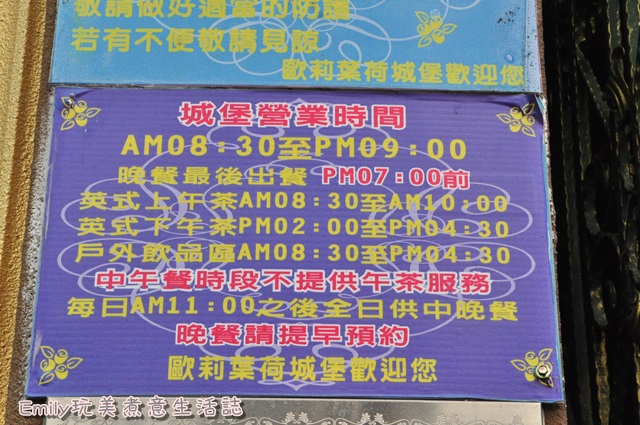 敬請做好適當的防護
若有不便敬請見諒
歐莉葉荷城堡歡迎您
城堡營業時間
AM08:30至PM09:00
晚餐最後出餐 PM07:00前
英式上午茶AM08:30至AM10:00
英式下午茶PM02:00至PM04:30
戶外飲品區AM08:30至PM04:30
中午餐時段不提供午茶服務
每日AM11:00之後全日供中晚餐
晚餐請提早預約
歐莉葉荷城堡歡迎您
Emily玩美煮意生活誌